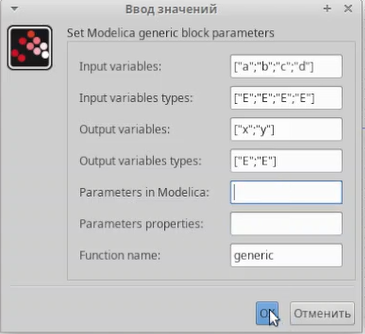 Ввод значений
Set Modelica generic block parameters
Input variables: ["a";"b";"c";"d"]
Input variables types: ["E";"E";"E";"E"]
Output variables: ["x";"y"]
Output variables types: ["E";"E"]
Parameters in Modelica:
Parameters properties:
Function name: generic
Отменить